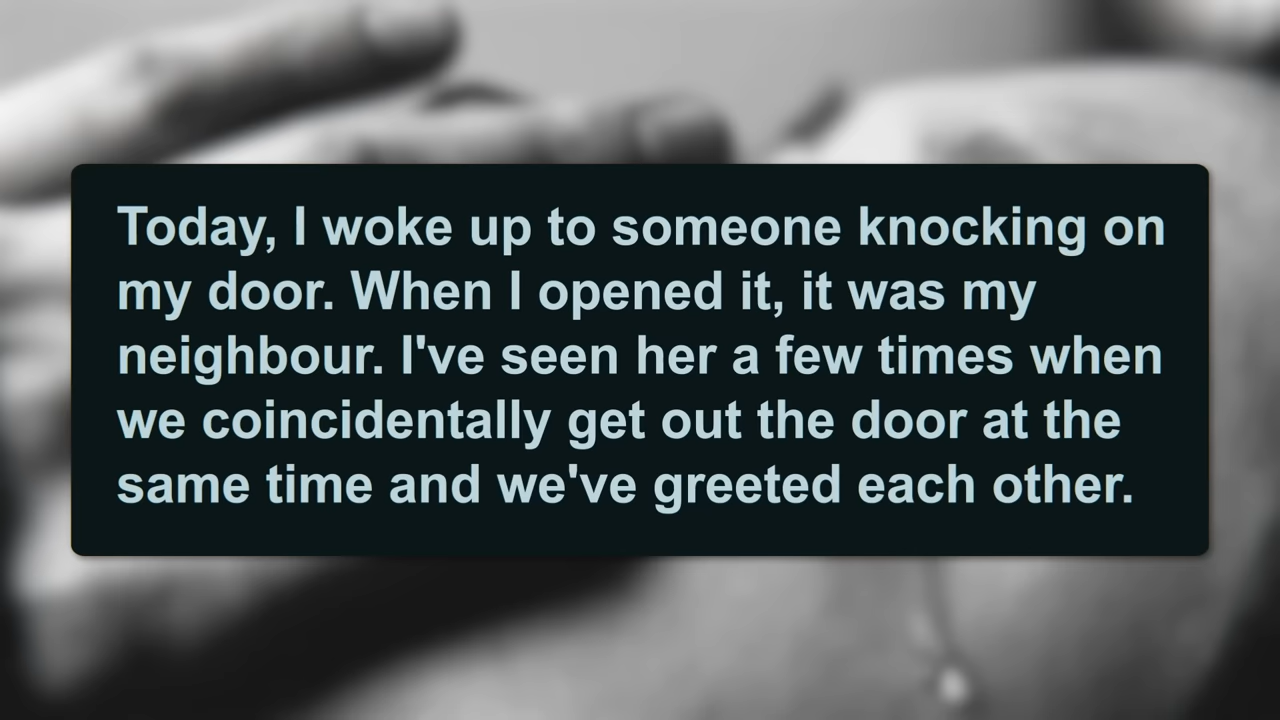 Today, I woke up to someone knocking on
my door. When I opened it, it was my
neighbour. I've seen her a few times when
we coincidentally get out the door at the
same time and we've greeted each other.